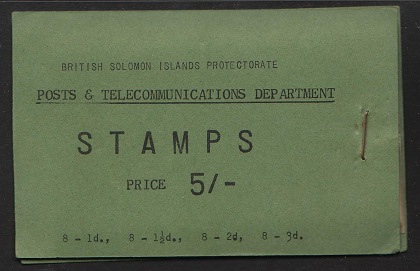 BRITISH SOLOMON ISLANDS PROTECTORATE
POSTS & TELECOMMUNICATIONS DEPARTMENT
STAMPS
PRICE 5/-
8 - 1d., 8 - 1½d., 8 - 2d, 8 - 3d.